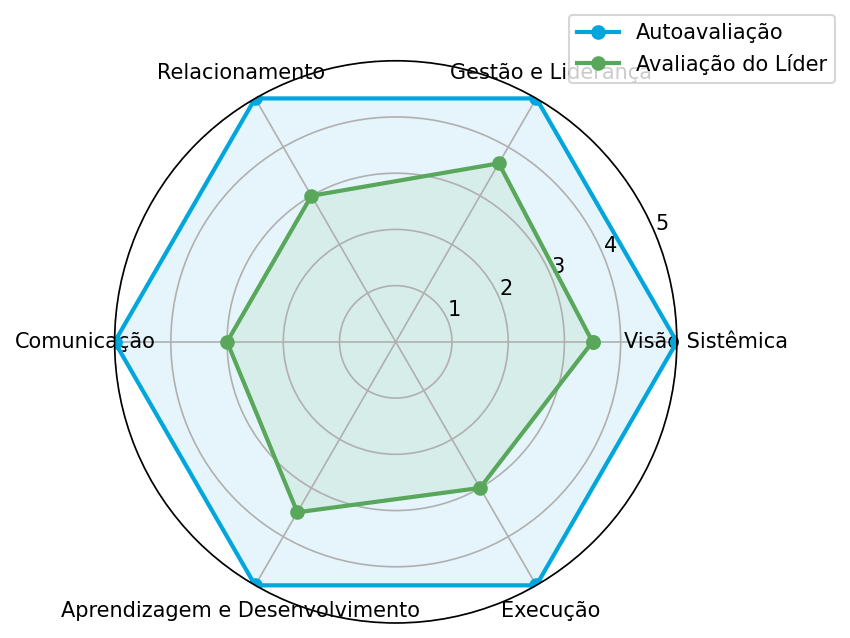 Autoavaliação
Avaliação do Líder
Relacionamento
Gestão e Liderança
5
4
3
2
1
Comunicação
Visão Sistêmica
Aprendizagem e Desenvolvimento
Execução